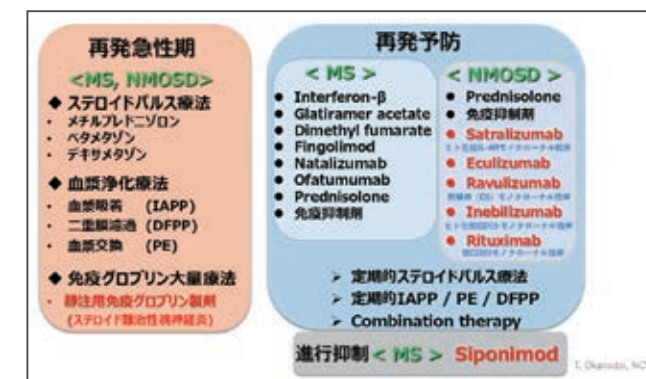 再発急性期
<MS, NMOSD>
◆ ステロイドパルス療法
・ メチルプレドニゾロン
・ ベタメタゾン
・ デキサメタゾン
◆ 血漿浄化療法
・ 血漿吸着 (IAPP)
・ 二重膜濾過 (DFPP)
・ 血漿交換 (PE)
◆ 免疫グロブリン大量療法
・ 静注用免疫グロブリン製剤
(ステロイド難治性視神経炎)
再発予防
< MS >
● Interferon-β
● Glatiramer acetate
● Dimethyl fumarate
● Fingolimod
● Natalizumab
● Ofatumumab
● Prednisolone
● 免疫抑制剤
< NMOSD >
● Prednisolone
● 免疫抑制剤
● Satralizumab
● Eculizumab
● Ravulizumab
● Inebilizumab
● Rituximab
➢ 定期的ステロイドパルス療法
➢ 定期的IAPP / PE / DFPP
➢ Combination therapy
進行抑制 < MS > Siponimod
T. Okamoto, NC